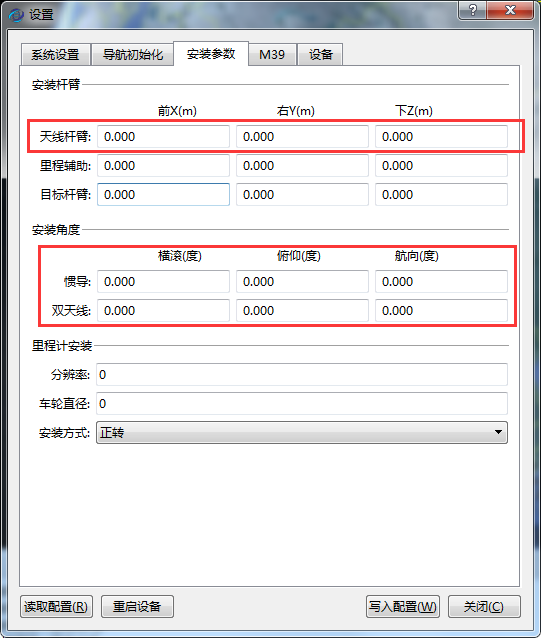 设置
系统设置 导航初始化 安装参数 M39 设备
安装杆臂
前X(m) 右Y(m) 下Z(m)
天线杆臂: 0.000 0.000 0.000
里程辅助: 0.000 0.000 0.000
目标杆臂: 0.000 0.000 0.000
安装角度
横滚(度) 俯仰(度) 航向(度)
惯导: 0.000 0.000 0.000
双天线: 0.000 0.000 0.000
里程计安装
分辨率: 0
车轮直径: 0
安装方式: 正转
读取配置(R) 重启设备 写入配置(W) 关闭(C)